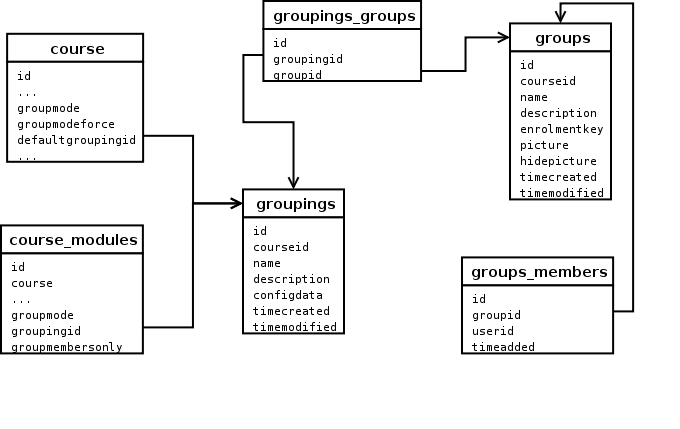 groupings_groups
id
groupingid
groupid
groups
id
courseid
name
description
enrolmentkey
picture
hidepicture
timecreated
timemodified
course
id
...
groupmode
groupmodeforce
defaultgroupingid
...
groupings
id
courseid
name
description
configdata
timecreated
timemodified
course_modules
id
course
...
groupmode
groupingid
groupmembersonly
groups_members
id
groupid
userid
timeadded